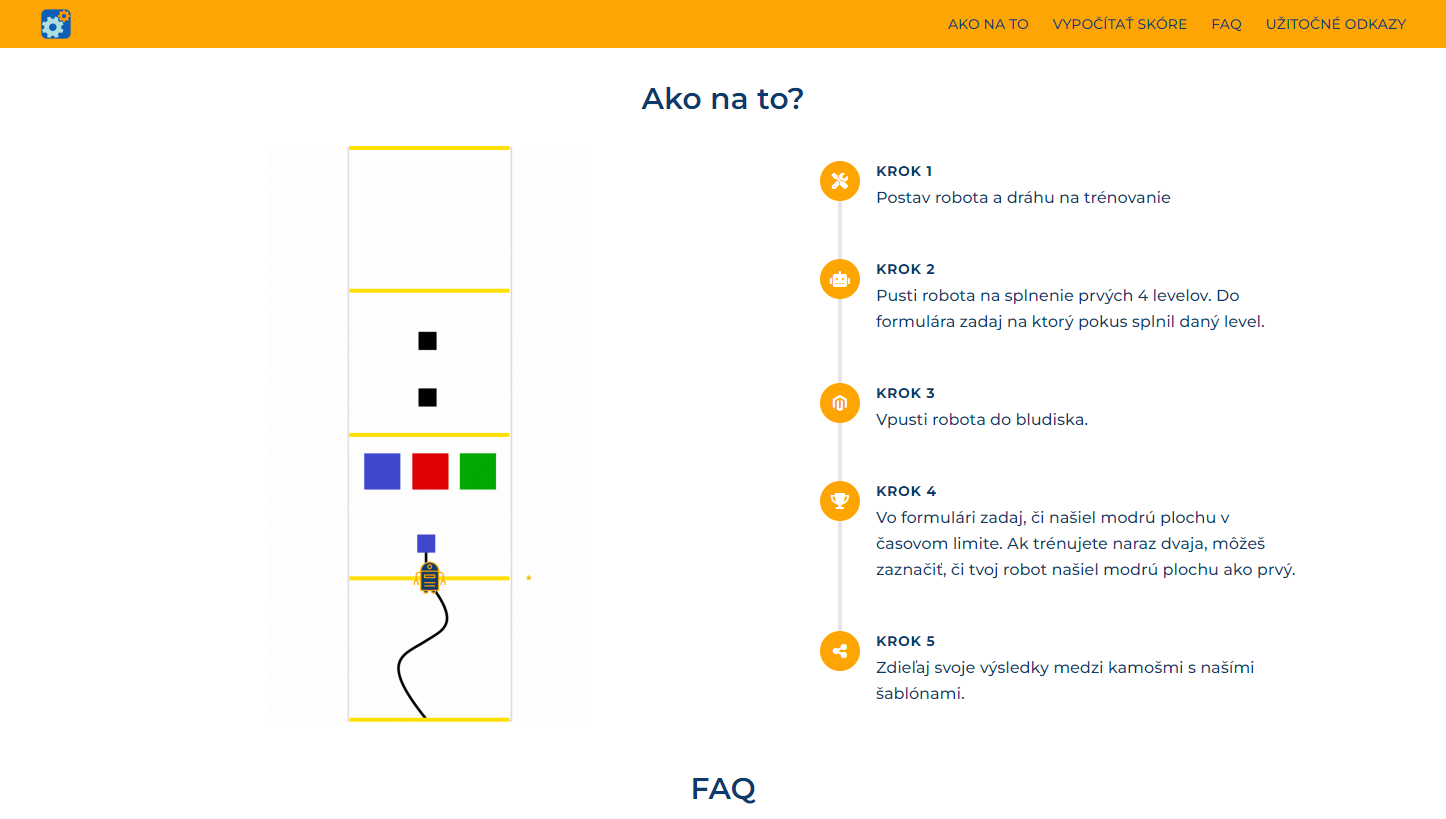 AKO NA TO VYPOČÍTAŤ SKÓRE FAQ UŽITOČNÉ ODKAZY
Ako na to?
KROK 1
Postav robota a dráhu na trénovanie
KROK 2
Pusti robota na splnenie prvých 4 levelov. Do
formulára zadaj na ktorý pokus splnil daný level.
KROK 3
Vpusti robota do bludiska.
KROK 4
Vo formulári zadaj, či našiel modrú plochu v
časovom limite. Ak trénujete naraz dvaja, môžeš
zaznačiť, či tvoj robot našiel modrú plochu ako prvý.
KROK 5
Zdieľaj svoje výsledky medzi kamošmi s našími
šablónami.
FAQ